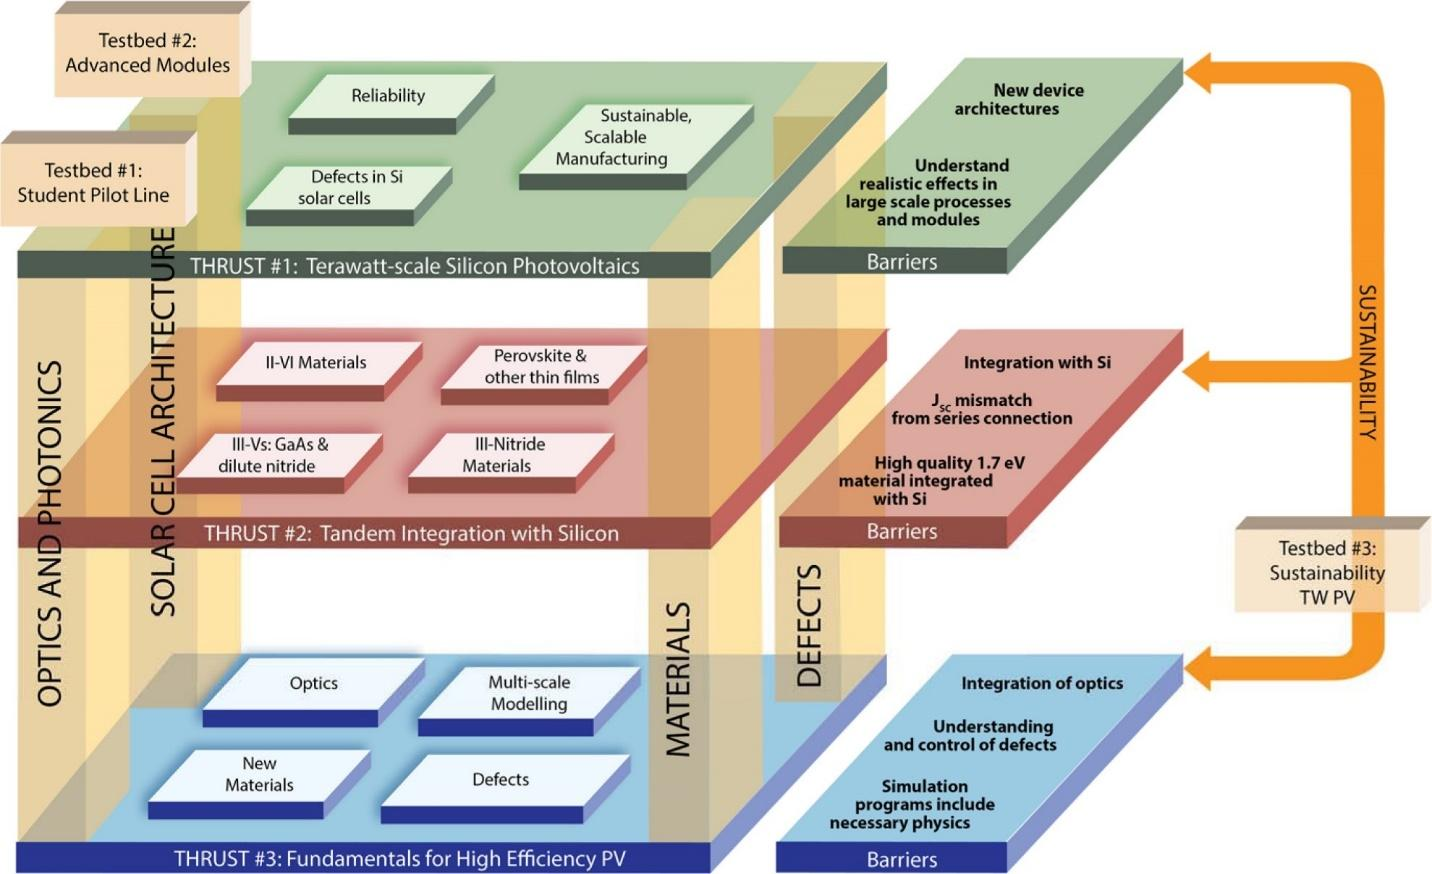 Testbed #2:
Advanced Modules
Testbed #1:
Student Pilot Line
Reliability
Sustainable,
Scalable
Manufacturing
Defects in Si
solar cells
THRUST #1: Terawatt-scale Silicon Photovoltaics
New device
architectures
Understand
realistic effects in
large scale processes
and modules
Barriers
II-VI Materials
Perovskite &
other thin films
III-Vs: GaAs &
dilute nitride
III-Nitride
Materials
THRUST #2: Tandem Integration with Silicon
Integration with Si
Jsc mismatch
from series connection
High quality 1.7 eV
material integrated
with Si
Barriers
Optics
Multi-scale
Modelling
New
Materials
Defects
THRUST #3: Fundamentals for High Efficiency PV
Integration of optics
Understanding
and control of defects
Simulation
programs include
necessary physics
Barriers
OPTICS AND PHOTONICS
SOLAR CELL ARCHITECTURE
MATERIALS
DEFECTS
SUSTAINABILITY
Testbed #3:
Sustainability
TW PV